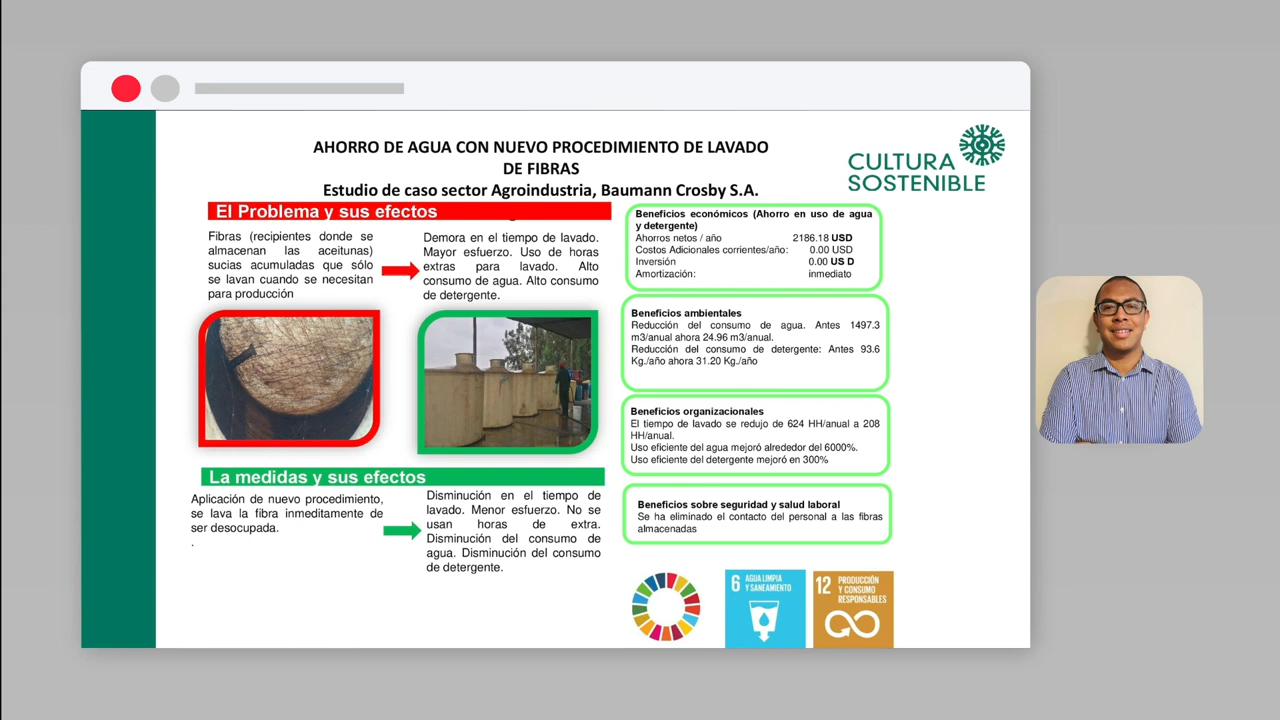 AHORRO DE AGUA CON NUEVO PROCEDIMIENTO DE LAVADO
DE FIBRAS
Estudio de caso sector Agroindustria, Baumann Crosby S.A.
CULTURA
SOSTENIBLE
El Problema y sus efectos
Fibras (recipientes donde se
almacenan las aceitunas)
sucias acumuladas que sólo
se lavan cuando se necesitan
para producción
Demora en el tiempo de lavado.
Mayor esfuerzo. Uso de horas
extras para lavado. Alto
consumo de agua. Alto consumo
de detergente.
La medidas y sus efectos
Aplicación de nuevo procedimiento,
se lava la fibra inmeditamente de
ser desocupada.
.
Disminución en el tiempo de
lavado. Menor esfuerzo. No se
usan horas de extra.
Disminución del consumo de
agua. Disminución del consumo
de detergente.
Beneficios económicos (Ahorro en uso de agua
y detergente)
Ahorros netos / año 2186.18 USD
Costos Adicionales corrientes/año: 0.00 USD
Inversión 0.00 US D
Amortización: inmediato
Beneficios ambientales
Reducción del consumo de agua. Antes 1497.3
m3/anual ahora 24.96 m3/anual.
Reducción del consumo de detergente: Antes 93.6
Kg./año ahora 31.20 Kg./año
Beneficios organizacionales
El tiempo de lavado se redujo de 624 HH/anual a 208
HH/anual.
Uso eficiente del agua mejoró alrededor del 6000%.
Uso eficiente del detergente mejoró en 300%
Beneficios sobre seguridad y salud laboral
Se ha eliminado el contacto del personal a las fibras
almacenadas
6 AGUA LIMPIA
Y SANEAMIENTO
12 PRODUCCIÓN
Y CONSUMO
RESPONSABLES